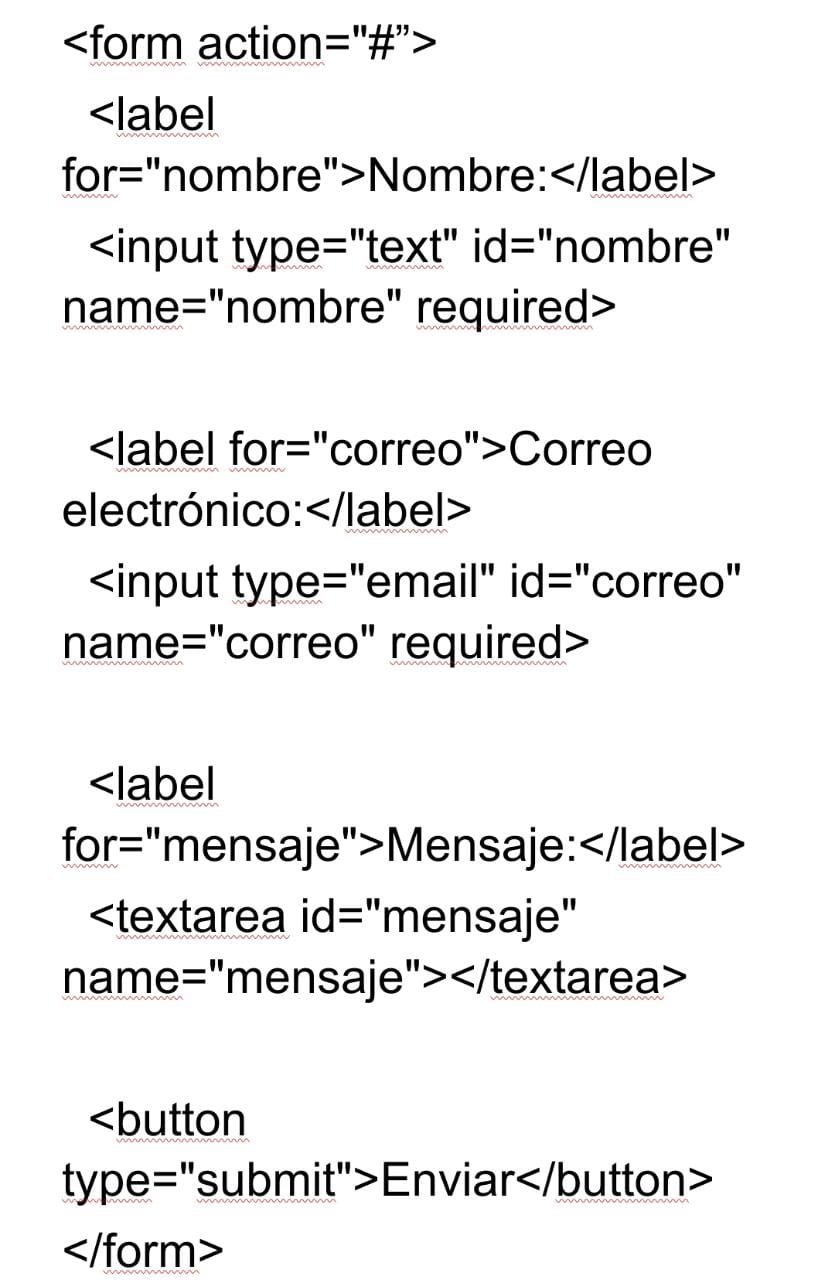 <form action="#”>
<label
for="nombre">Nombre:</label>
<input type="text" id="nombre"
name="nombre" required>
<label for="correo">Correo
electrónico:</label>
<input type="email" id="correo"
name="correo" required>
<label
for="mensaje">Mensaje:</label>
<textarea id="mensaje"
name="mensaje"></textarea>
<button
type="submit">Enviar</button>
</form>